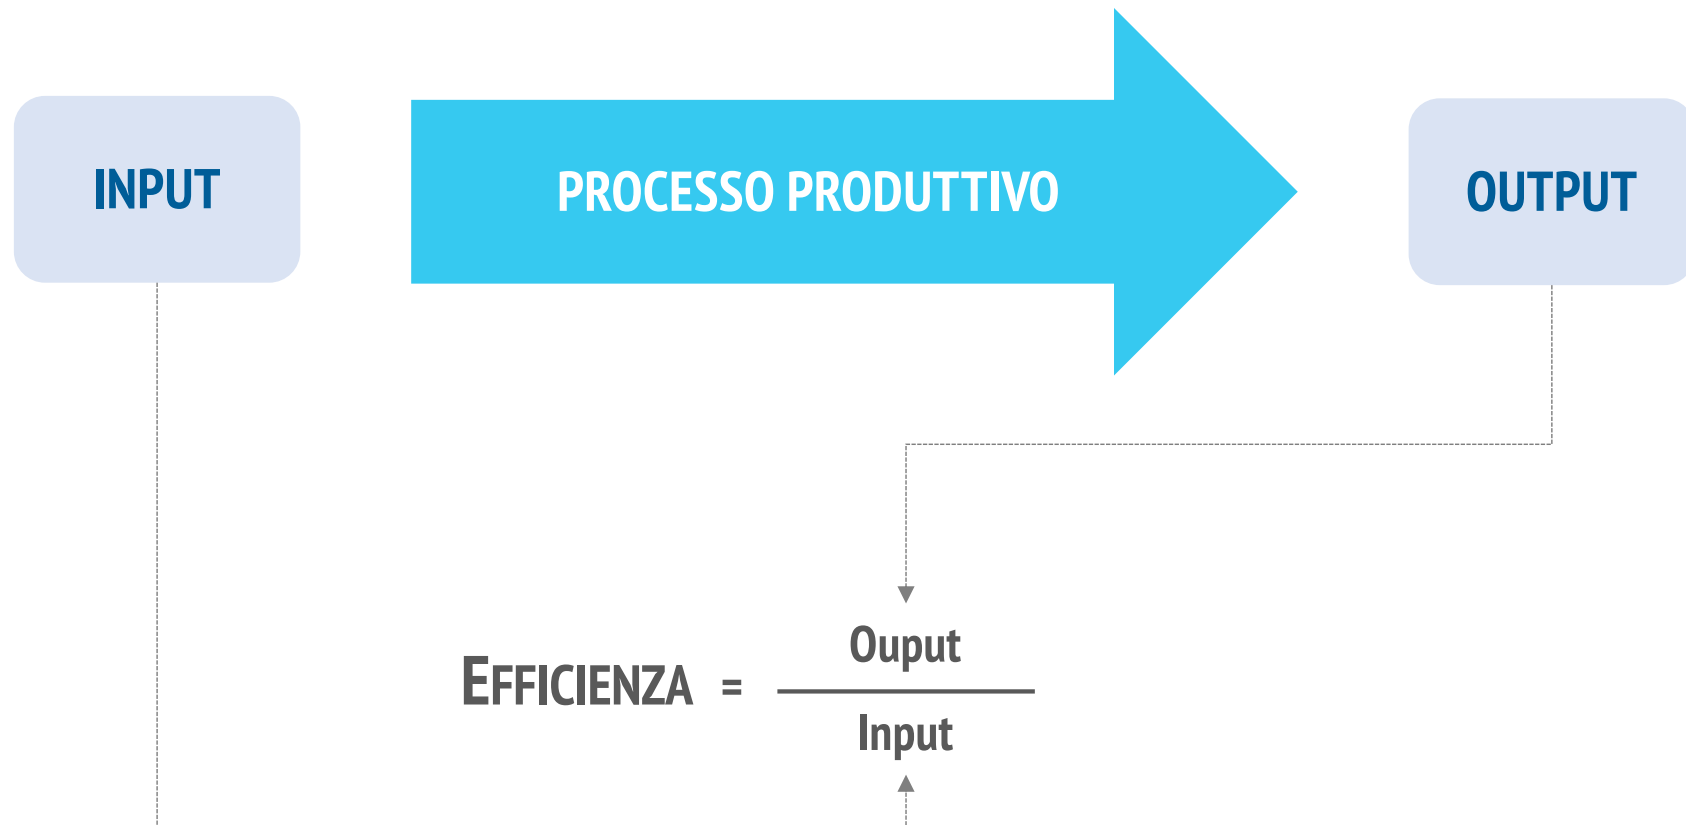 INPUT
PROCESSO PRODUTTIVO
OUTPUT
Ouput
EFFICIENZA =
Input